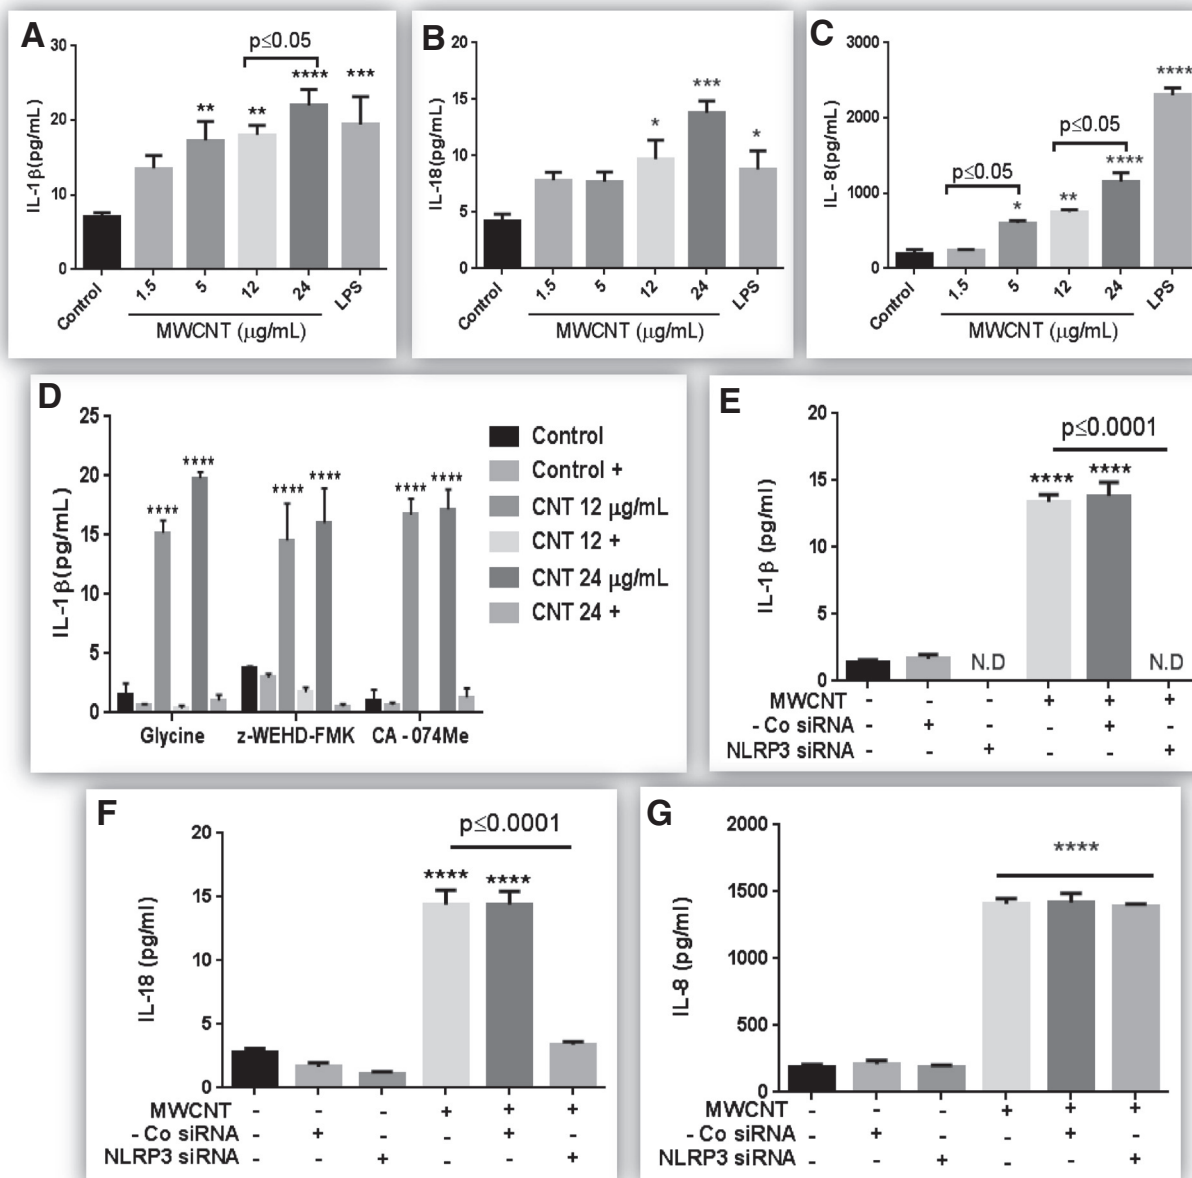 A
IL-1β(pg/mL)
30
20
10
0
p≤0.05
**
**
****
***
Control
1.5
5
12
24
LPS
MWCNT (μg/mL)
B
IL-18(pg/mL)
20
15
10
5
0
*
***
*
Control
1.5
5
12
24
LPS
MWCNT (μg/mL)
C
IL- 8(pg/mL)
3000
2000
1000
0
p≤0.05
p≤0.05
*
**
****
****
Control
1.5
5
12
24
LPS
MWCNT (μg/mL)
D
IL-1β(pg/mL)
25
20
15
10
5
0
****
****
****
****
****
****
Glycine
z-WEHD-FMK
CA - 074Me
Control
Control +
CNT 12 μg/mL
CNT 12 +
CNT 24 μg/mL
CNT 24 +
E
IL-1β (pg/ml)
20
15
10
5
0
p≤0.0001
****
****
N.D
N.D
MWCNT - - - + + +
- Co siRNA - + - - + -
NLRP3 siRNA - - + - - +
F
IL-18 (pg/ml)
20
15
10
5
0
p≤0.0001
****
****
MWCNT - - - + + +
- Co siRNA - + - - + -
NLRP3 siRNA - - + - - +
G
IL-8 (pg/ml)
2000
1500
1000
500
0
****
MWCNT - - - + + +
- Co siRNA - + - - + -
NLRP3 siRNA - - + - - +